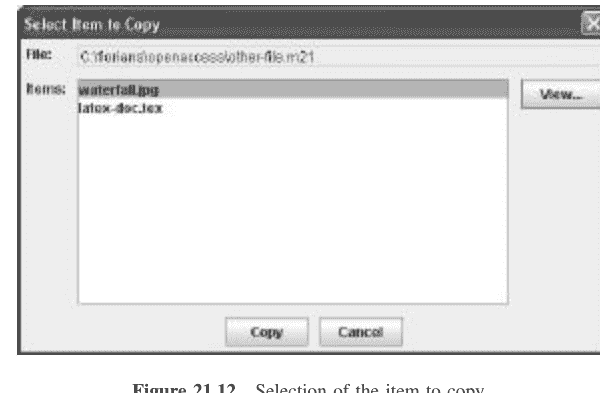 Select Item to Copy
File: C:\florians\openaccess\other-file.m21
Items: waterfall.jpg
View...
latex-doc.tex
Copy Cancel
Figure 21.12 Selection of the item to copy